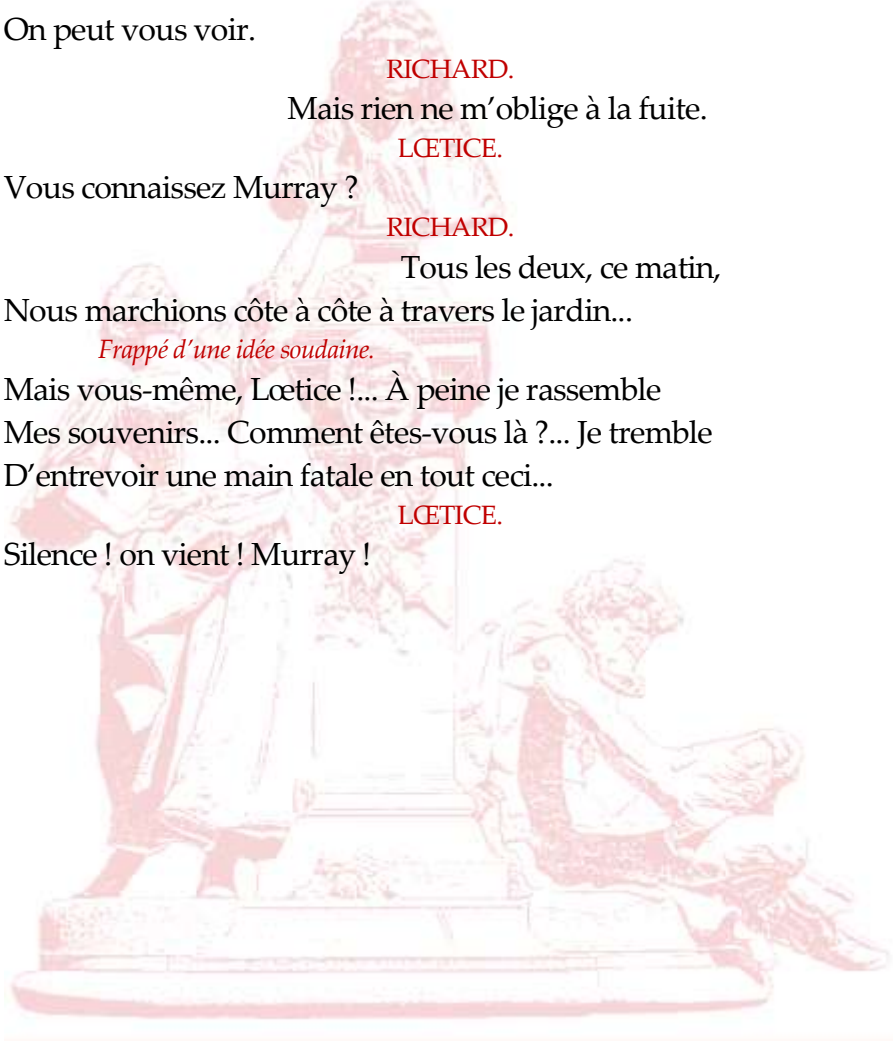 On peut vous voir.
RICHARD.
Mais rien ne m’oblige à la fuite.
LŒTICE.
Vous connaissez Murray ?
RICHARD.
Tous les deux, ce matin,
Nous marchions côte à côte à travers le jardin...
Frappé d’une idée soudaine.
Mais vous-même, Lœtice !... À peine je rassemble
Mes souvenirs... Comment êtes-vous là ?... Je tremble
D’entrevoir une main fatale en tout ceci...
LŒTICE.
Silence ! on vient ! Murray !